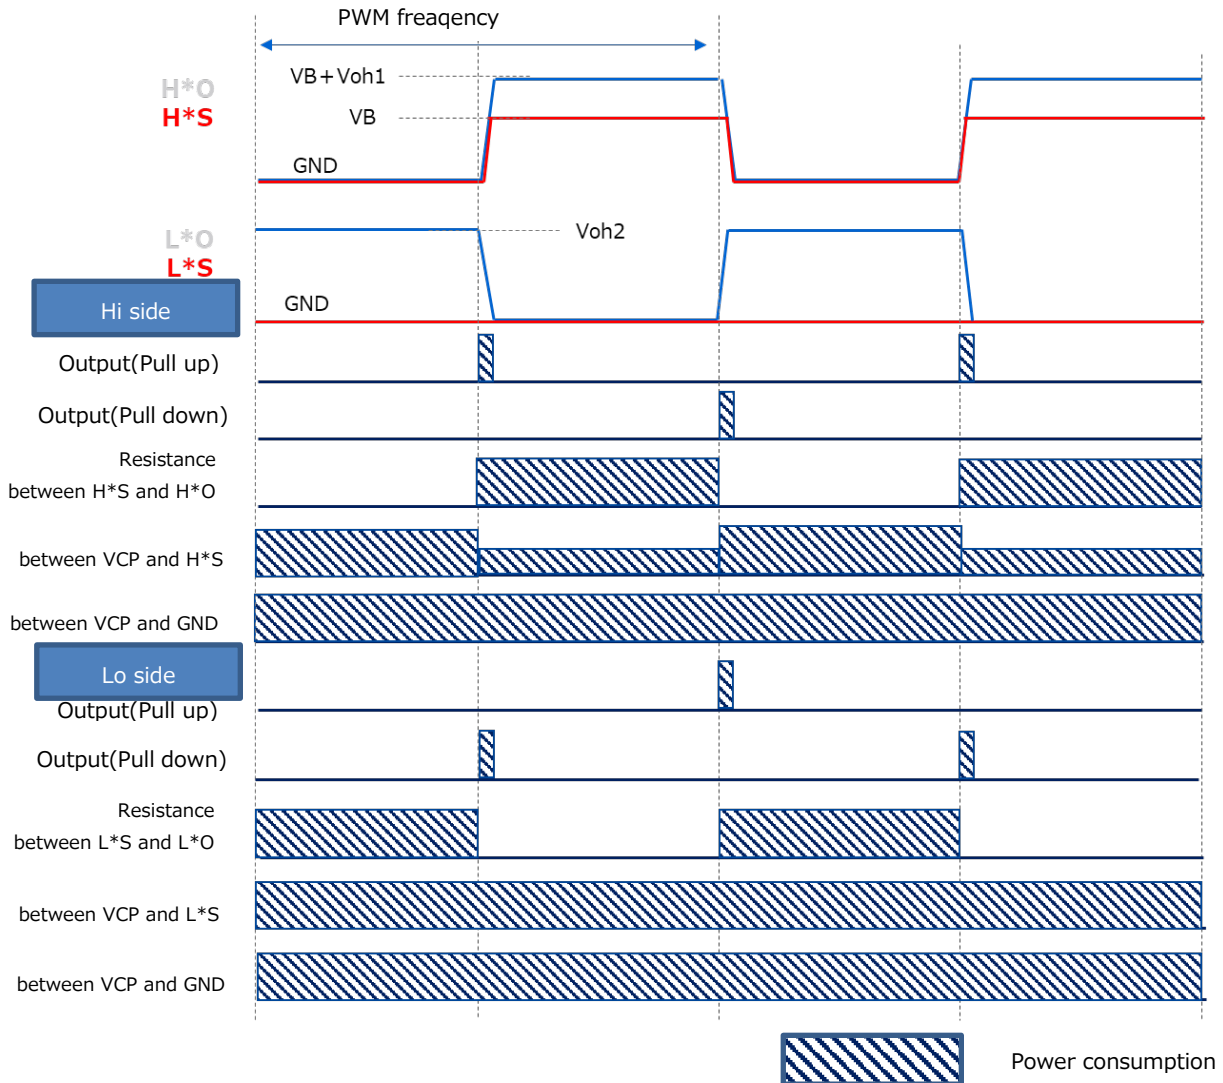 PWM freaqency
VB+Voh1
H*O
H*S
VB
GND
L*O
Voh2
L*S
Hi side
GND
Output(Pull up)
Output(Pull down)
Resistance
between H*S and H*O
between VCP and H*S
between VCP and GND
Lo side
Output(Pull up)
Output(Pull down)
Resistance
between L*S and L*O
between VCP and L*S
between VCP and GND
Power consumption